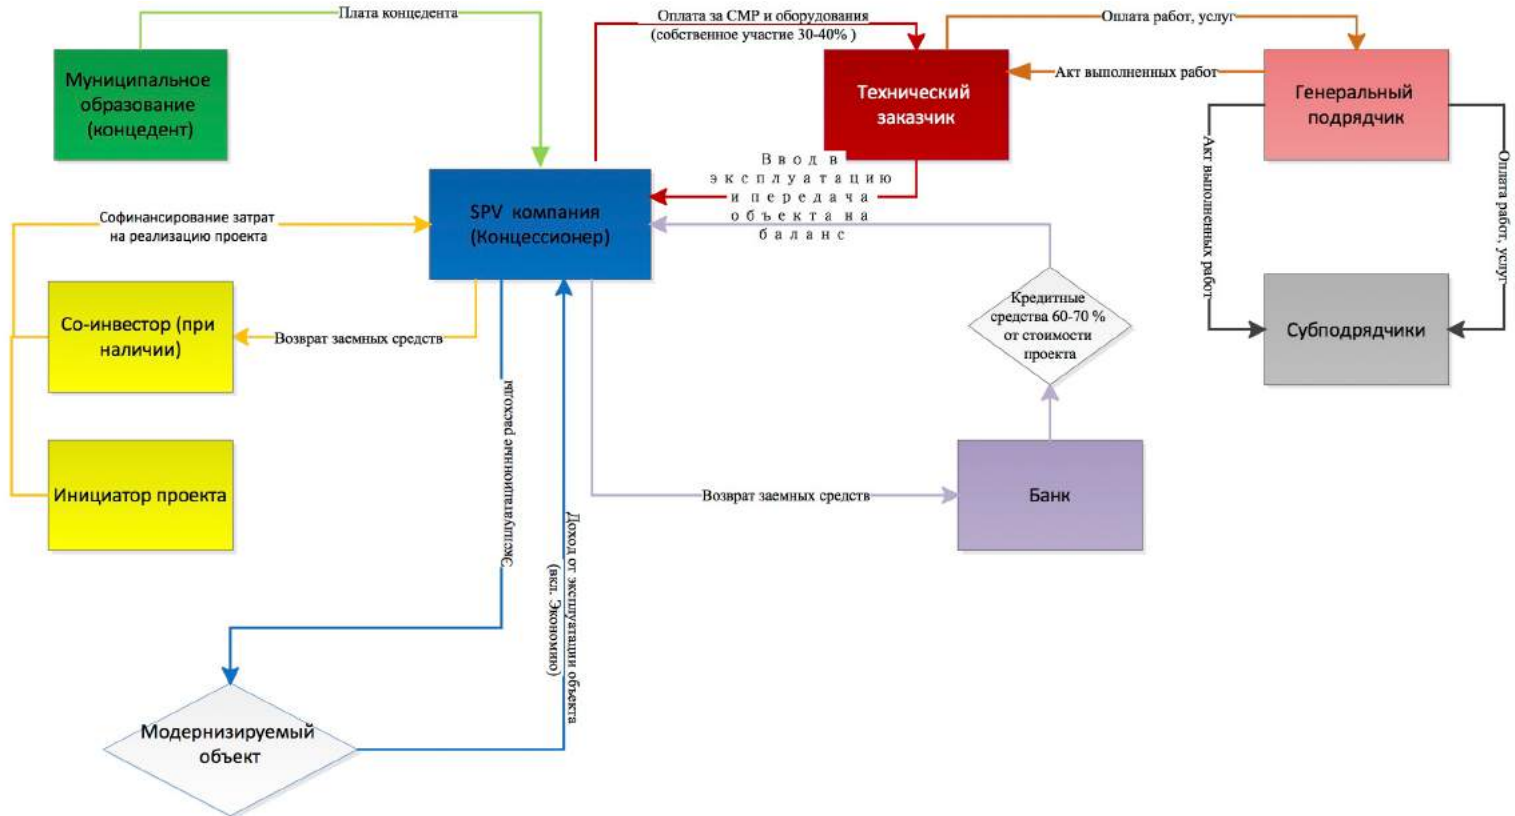 Плата концедента
Муниципальное
образование
(концедент)
Оплата за СМР и оборудования
(собственное участие 30-40% )
Оплата работ, услуг
Технический
заказчик
Акт выполненных работ
Генеральный
подрядчик
Ввод в
эксплуатацию
и передача
объекта на
баланс
Акт выполненных работ
Оплата работ, услуг
SPV компания
(Концессионер)
Софинансирование затрат
на реализацию проекта
Со-инвестор (при
наличии)
Возврат заемных средств
Кредитные
средства 60-70 %
от стоимости
проекта
Субподрядчики
Эксплуатационные расходы
Инициатор проекта
Возврат заемных средств
Банк
Доход от эксплуатации объекта
(вкл. Экономию)
Модернизируемый
объект